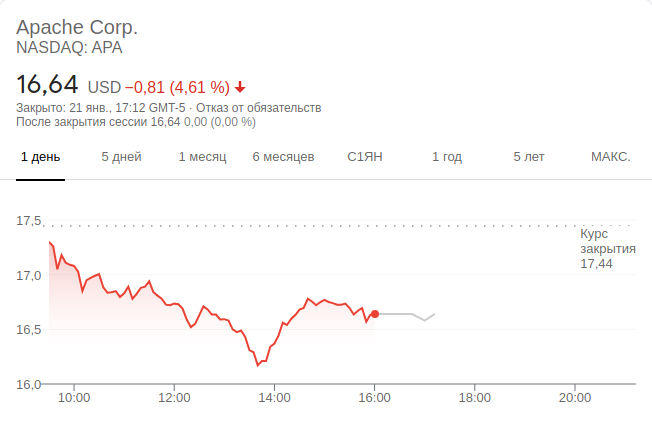 Apache Corp.
NASDAQ: APA
16,64 USD −0,81 (4,61 %)
Закрыто: 21 янв., 17:12 GMT-5 · Отказ от обязательств
После закрытия сессии 16,64 0,00 (0,00 %)
1 день 5 дней 1 месяц 6 месяцев С1ЯН 1 год 5 лет МАКС.
17,5
Курс
закрытия
17,44
17,0
16,5
16,0
10:00 12:00 14:00 16:00 18:00 20:00